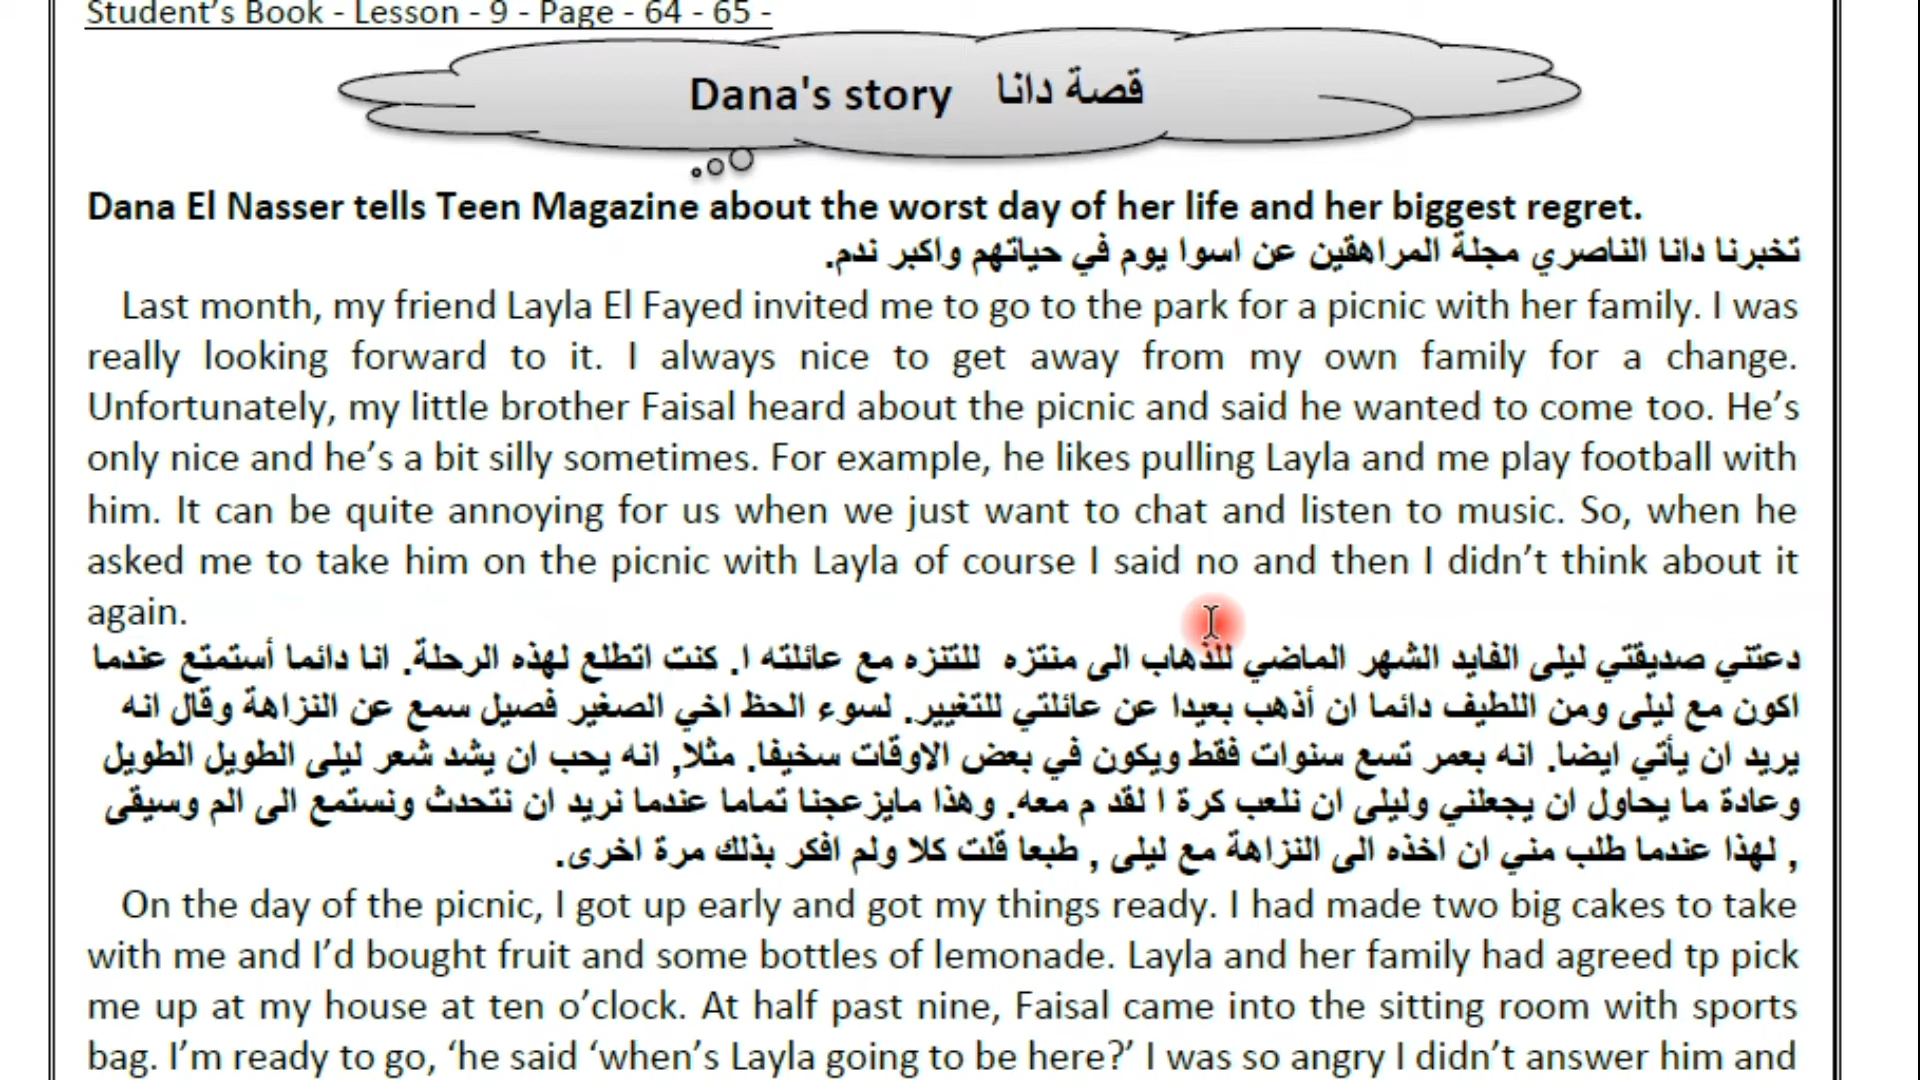 Student’s Book - Lesson - 9 - Page - 64 - 65 -
Dana's story قصة دانا
Dana El Nasser tells Teen Magazine about the worst day of her life and her biggest regret.
تخبرنا دانا الناصري مجلة المراهقين عن اسوا يوم في حياتهم واكبر ندم.
Last month, my friend Layla El Fayed invited me to go to the park for a picnic with her family. I was
really looking forward to it. I always nice to get away from my own family for a change.
Unfortunately, my little brother Faisal heard about the picnic and said he wanted to come too. He’s
only nice and he’s a bit silly sometimes. For example, he likes pulling Layla and me play football with
him. It can be quite annoying for us when we just want to chat and listen to music. So, when he
asked me to take him on the picnic with Layla of course I said no and then I didn’t think about it
again.
دعتني صديقتي ليلى الفايد الشهر الماضي للذهاب الى منتزه للتنزه مع عائلته ا. كنت اتطلع لهذه الرحلة. انا دائما أستمتع عندما
اكون مع ليلى ومن اللطيف دائما ان أذهب بعيدا عن عائلتي للتغيير. لسوء الحظ اخي الصغير فصيل سمع عن النزاهة وقال انه
يريد ان يأتي ايضا. انه بعمر تسع سنوات فقط ويكون في بعض الاوقات سخيفا. مثلا, انه يحب ان يشد شعر ليلى الطويل الطويل
وعادة ما يحاول ان يجعلني وليلى ان نلعب كرة ا لقد م معه. وهذا مايزعجنا تماما عندما نريد ان نتحدث ونستمع الى الم وسيقى
, لهذا عندما طلب مني ان اخذه الى النزاهة مع ليلى , طبعا قلت كلا ولم افكر بذلك مرة اخرى.
On the day of the picnic, I got up early and got my things ready. I had made two big cakes to take
with me and I’d bought fruit and some bottles of lemonade. Layla and her family had agreed tp pick
me up at my house at ten o’clock. At half past nine, Faisal came into the sitting room with sports
bag. I’m ready to go, ‘he said ‘when’s Layla going to be here?’ I was so angry I didn’t answer him and